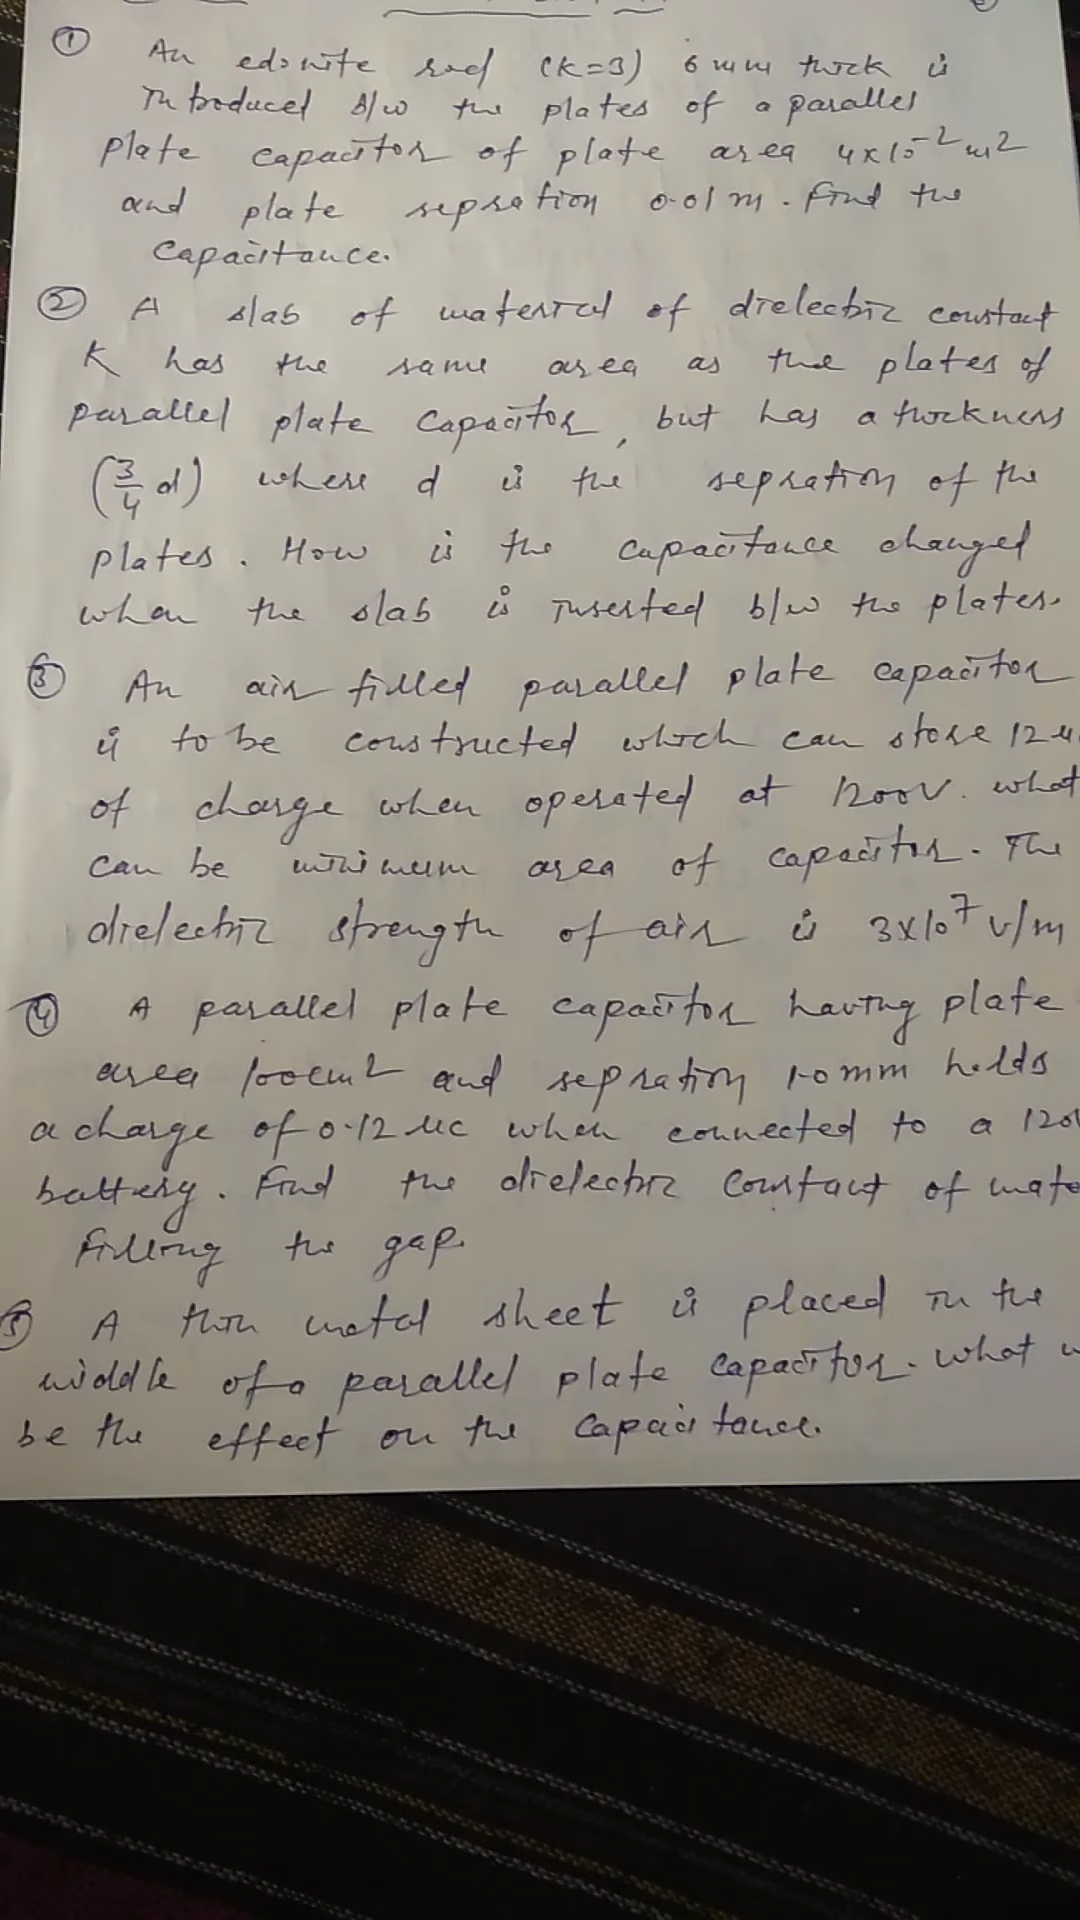 ① An edonite rod (K=3) 6 mm thick is
Introduced b/w the plates of a parallel
plate capacitor of plate area 4x10⁻² m²
and plate sepration 0.01 m. Find the
Capacitance.
② A slab of material of dielectric constant
K has the same area as the plates of
parallel plate capacitor, but has a thickness
(3/4 d) where d is the sepration of the
plates. How is the capacitance changed
when the slab is inserted b/w the plates.
③ An air filled parallel plate capacitor
is to be constructed which can store 12 μ
of charge when operated at 1200V. what
can be minimum area of capacitor. The
dielectric strength of air is 3x10⁷ v/m
④ A parallel plate capacitor having plate
area 100cm² and sepration 1.0 mm holds
a charge of 0.12 μc when connected to a 120
battery. Find the dielectric constant of mate
Filling the gap.
⑤ A thin metal sheet is placed in the
middle of a parallel plate capacitor. what w
be the effect on the capacitance.